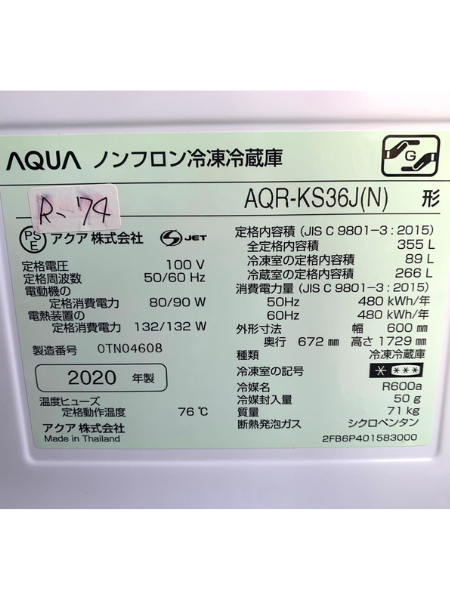 AQUA ノンフロン冷凍冷蔵庫
G
R-74
AQR-KS36J(N) 形
PS
E
アクア株式会社
JET
定格電圧 100 V
定格周波数 50/60 Hz
電動機の
定格消費電力 80/90 W
電熱装置の
定格消費電力 132/132 W
製造番号 0TN04608
2020 年製
温度ヒューズ
定格動作温度 76℃
アクア 株式会社
Made in Thailand
定格内容積 (JIS C 9801-3 : 2015)
全定格内容積 355 L
冷凍室の定格内容積 89 L
冷蔵室の定格内容積 266 L
消費電力量 (JIS C 9801-3 : 2015)
50Hz 480 kWh/年
60Hz 480 kWh/年
外形寸法 幅 600 ㎜
奥行 672 ㎜ 高さ 1729 ㎜
種類 冷凍冷蔵庫
冷凍室の記号 * ***
冷媒名 R600a
冷媒封入量 50 g
質量 71 kg
断熱発泡ガス シクロペンタン
2FB6P401583000